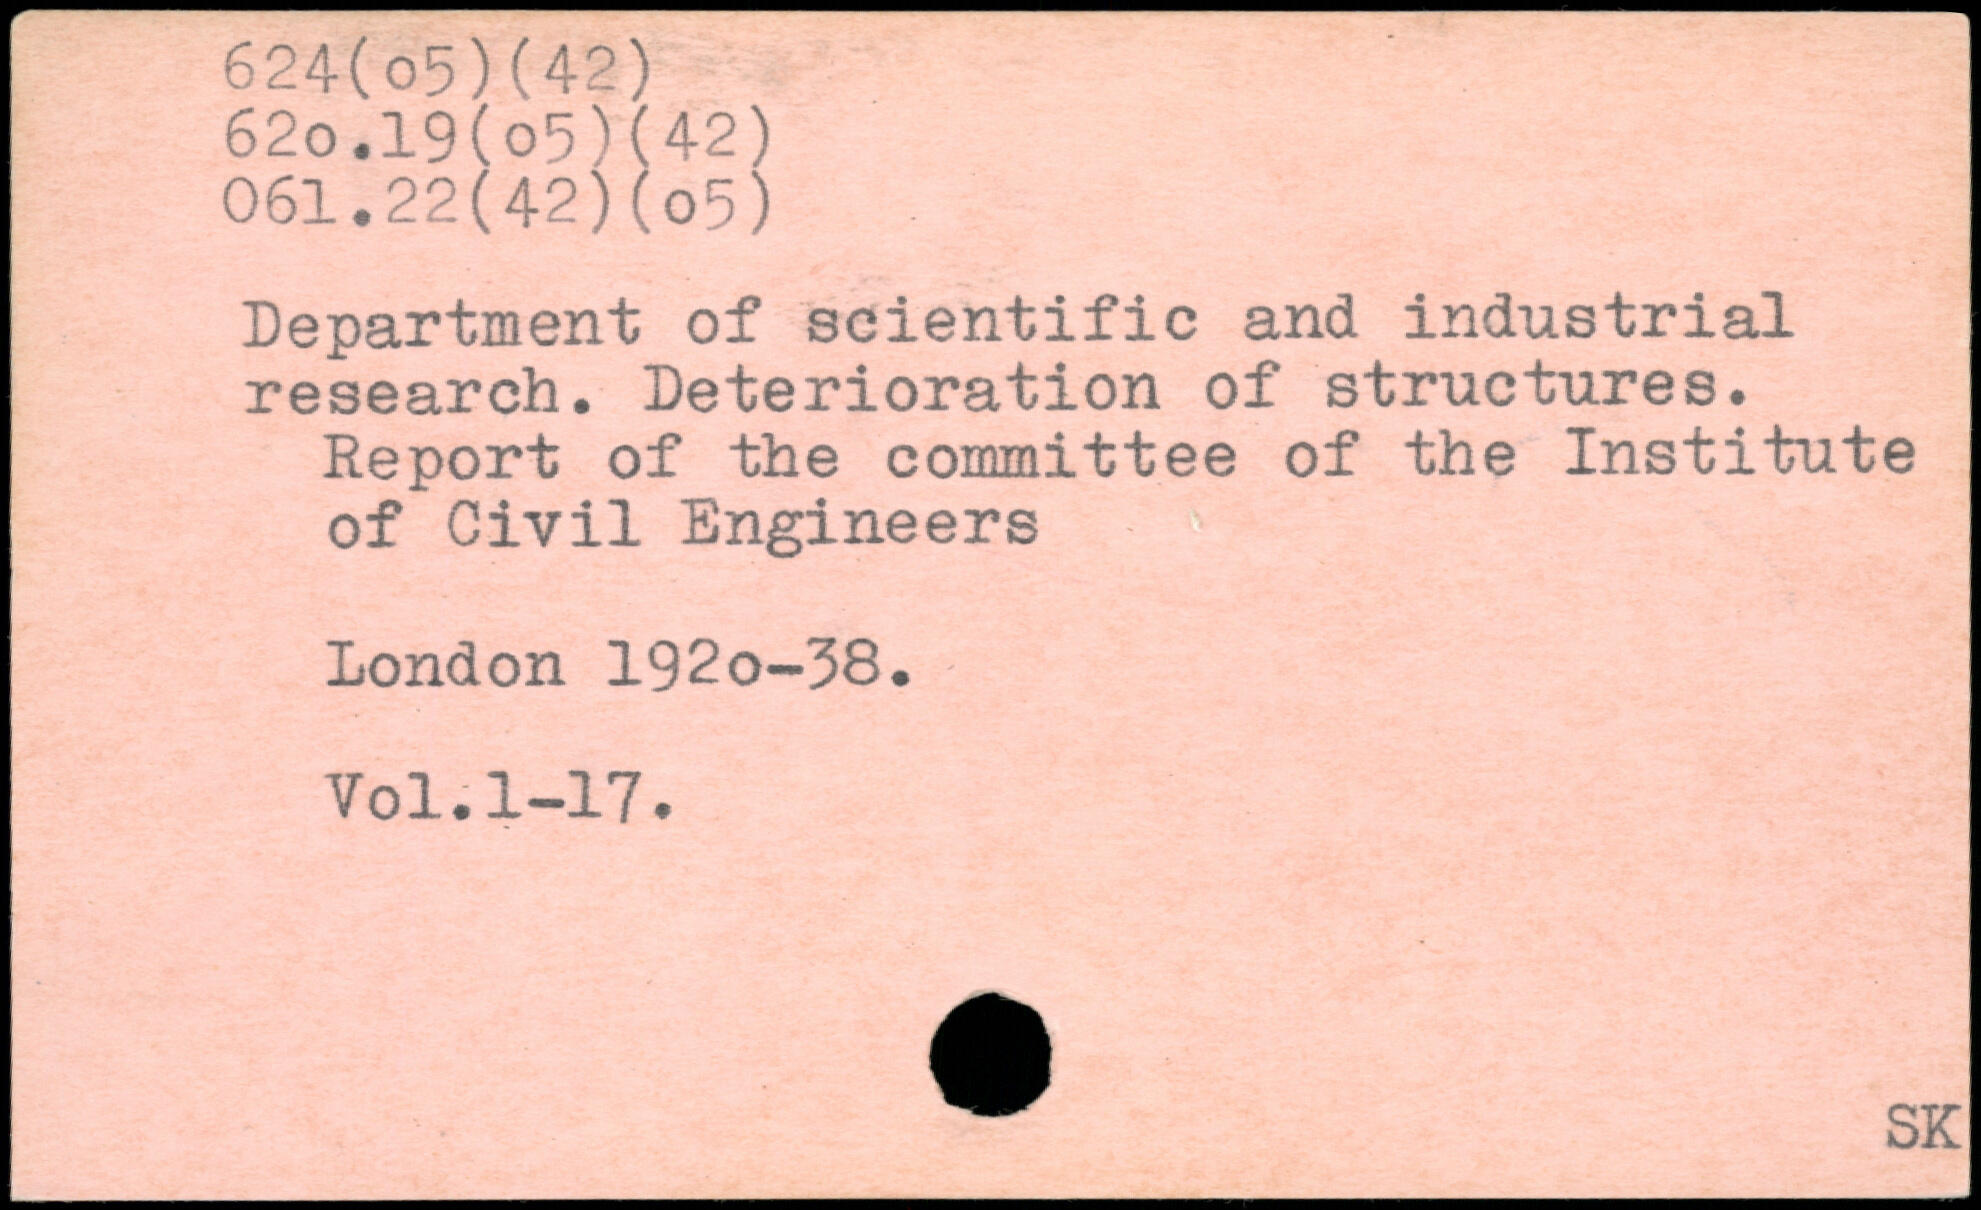 624(o5)(42)
62o.19(o5)(42)
O61.22(42)(o5)
Department of scientific and industrial
research. Deterioration of structures.
Report of the committee of the Institute
of Civil Engineers
London 192o-38.
Vol.1-17.
SK